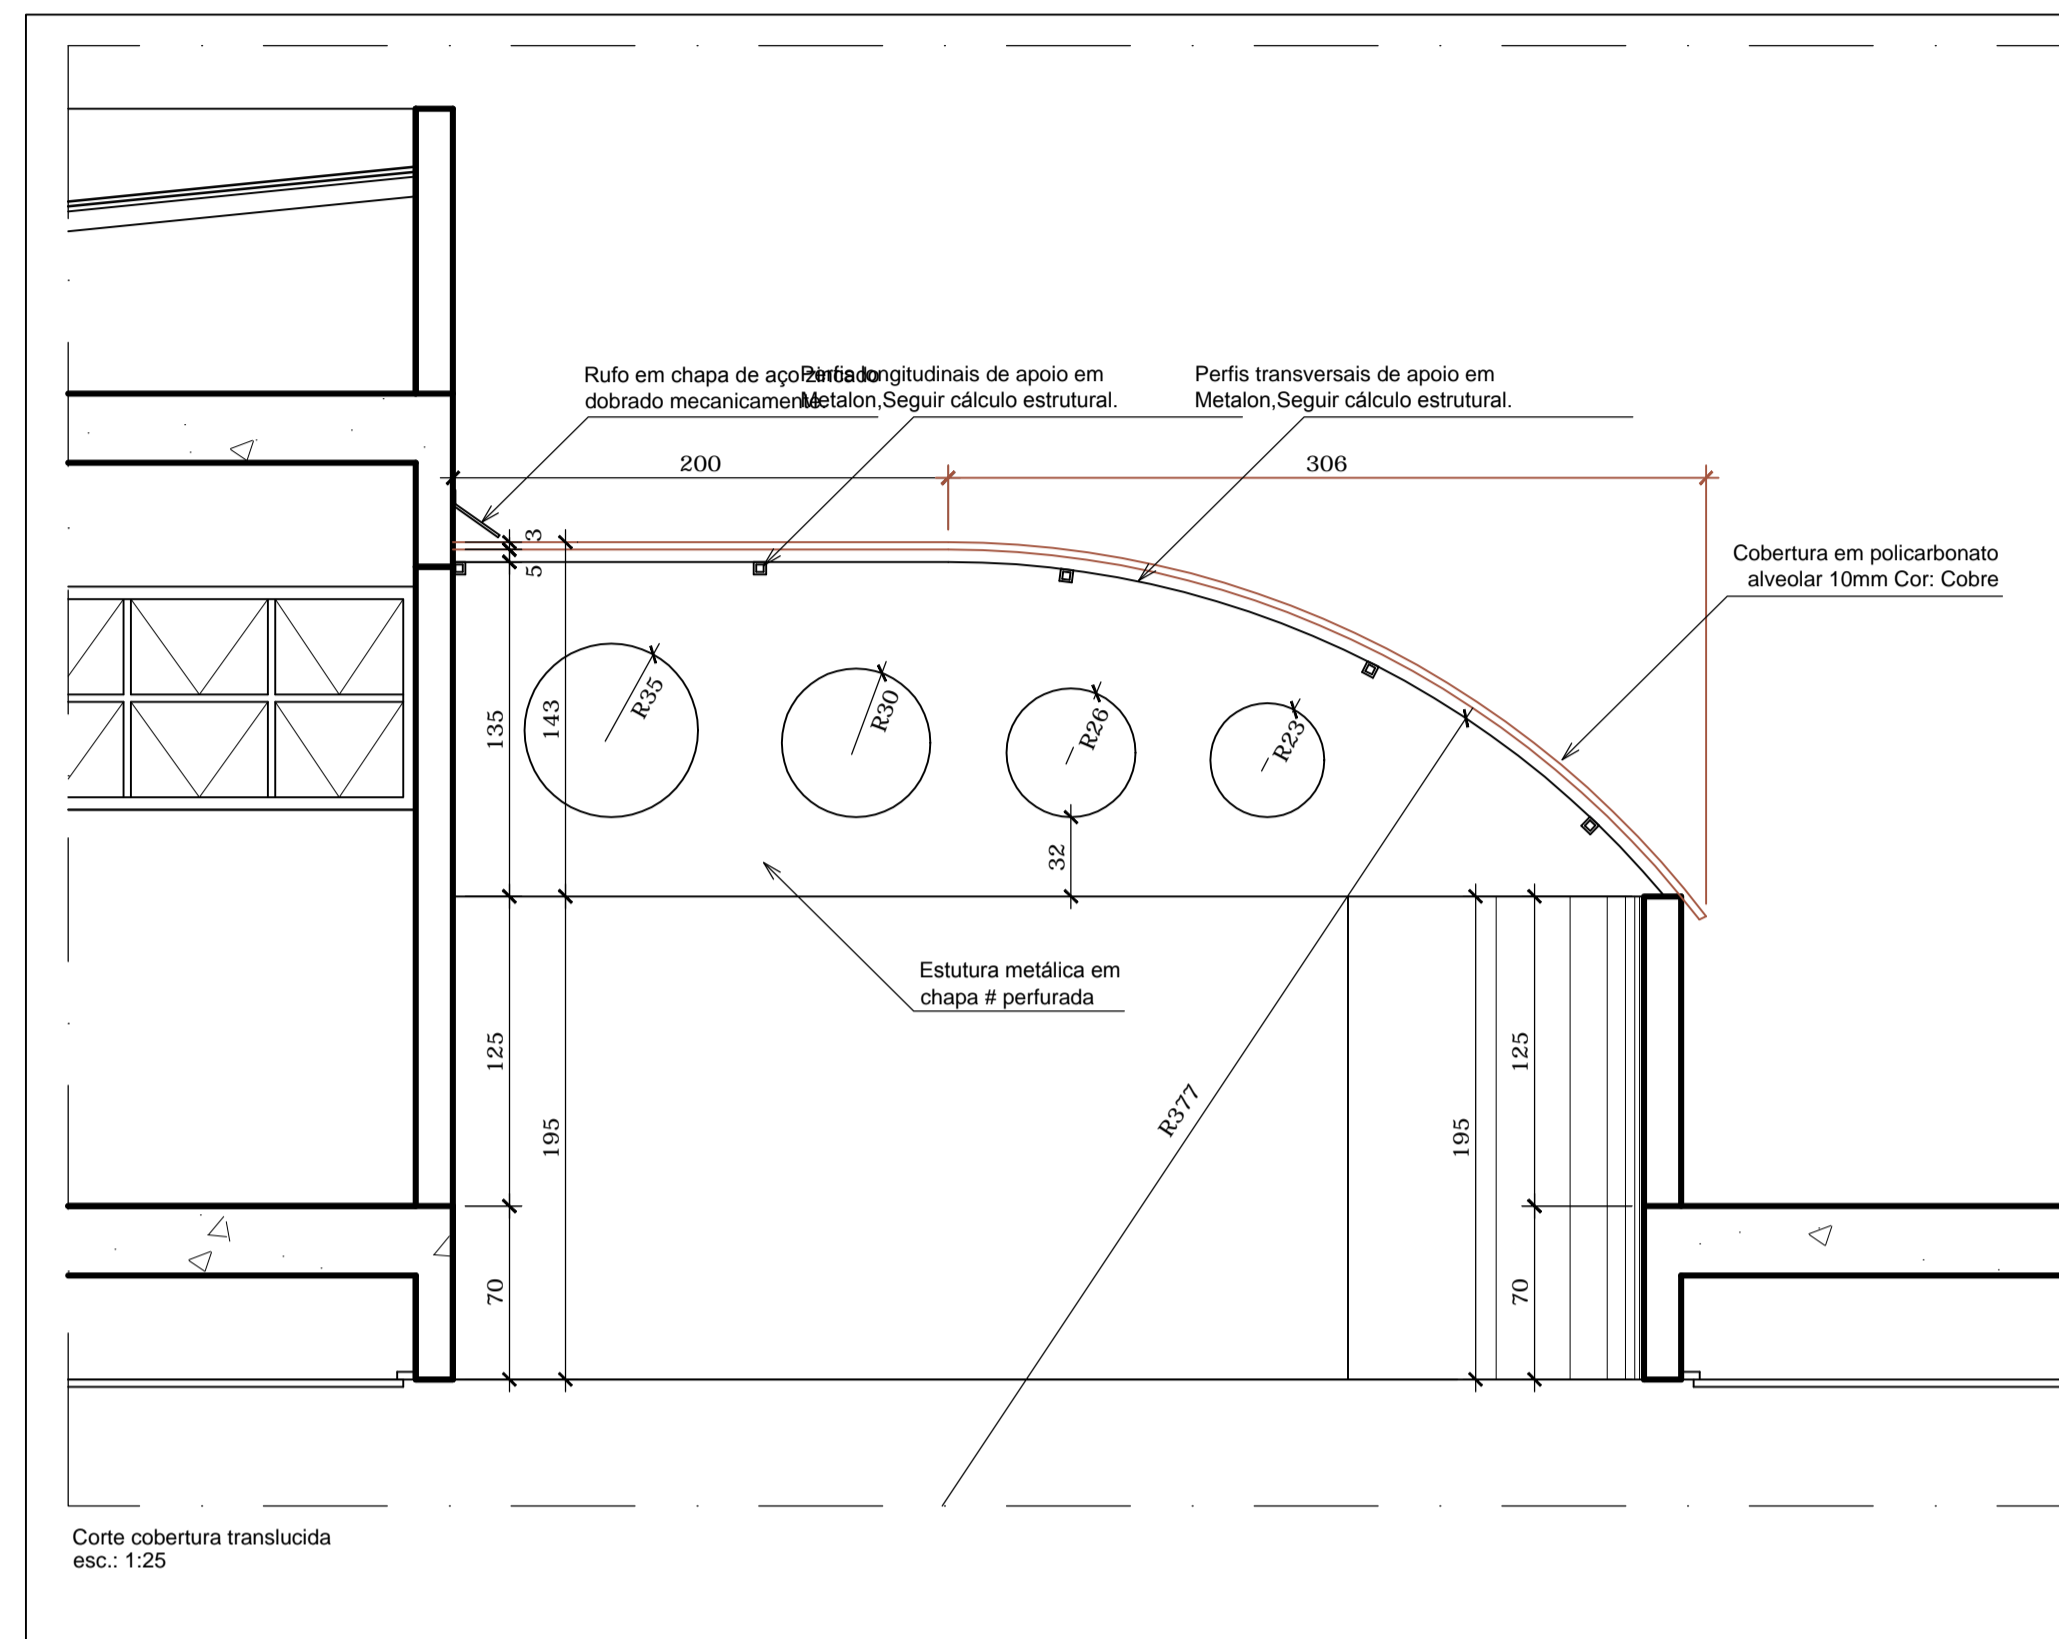 Rufo em chapa de aço zincado
dobrado mecanicamente.
Perfis longitudinais de apoio em
Metalon,Seguir cálculo estrutural.
Perfis transversais de apoio em
Metalon,Seguir cálculo estrutural.
200
306
3
5
Cobertura em policarbonato
alveolar 10mm Cor: Cobre
135
143
R35
R30
R26
R23
32
Estutura metálica em
chapa # perfurada
125
195
R377
195
125
70
70
Corte cobertura translucida
esc.: 1:25